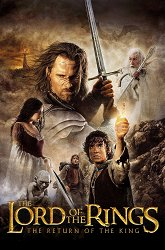 THE
LORD OF THE RINGS
THE RETURN OF THE KING